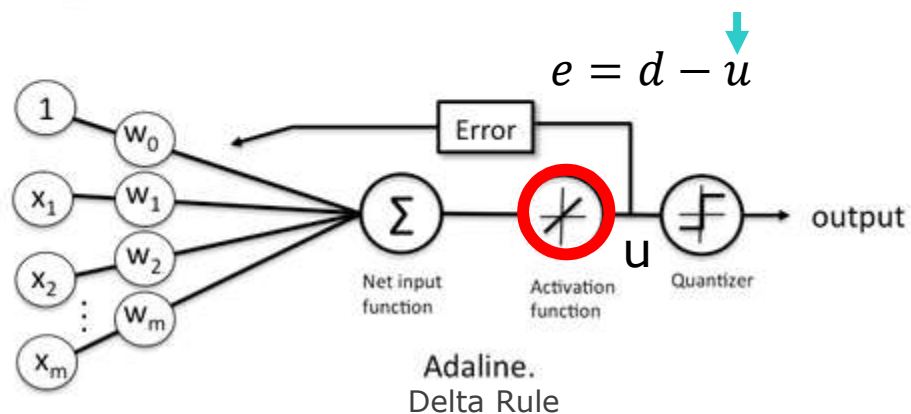 e = d − u
1
w₀
Error
x₁
w₁
Σ
u
output
x₂
w₂
⋮
wₘ
xₘ
Net input
function
Activation
function
Quantizer
Adaline.
Delta Rule